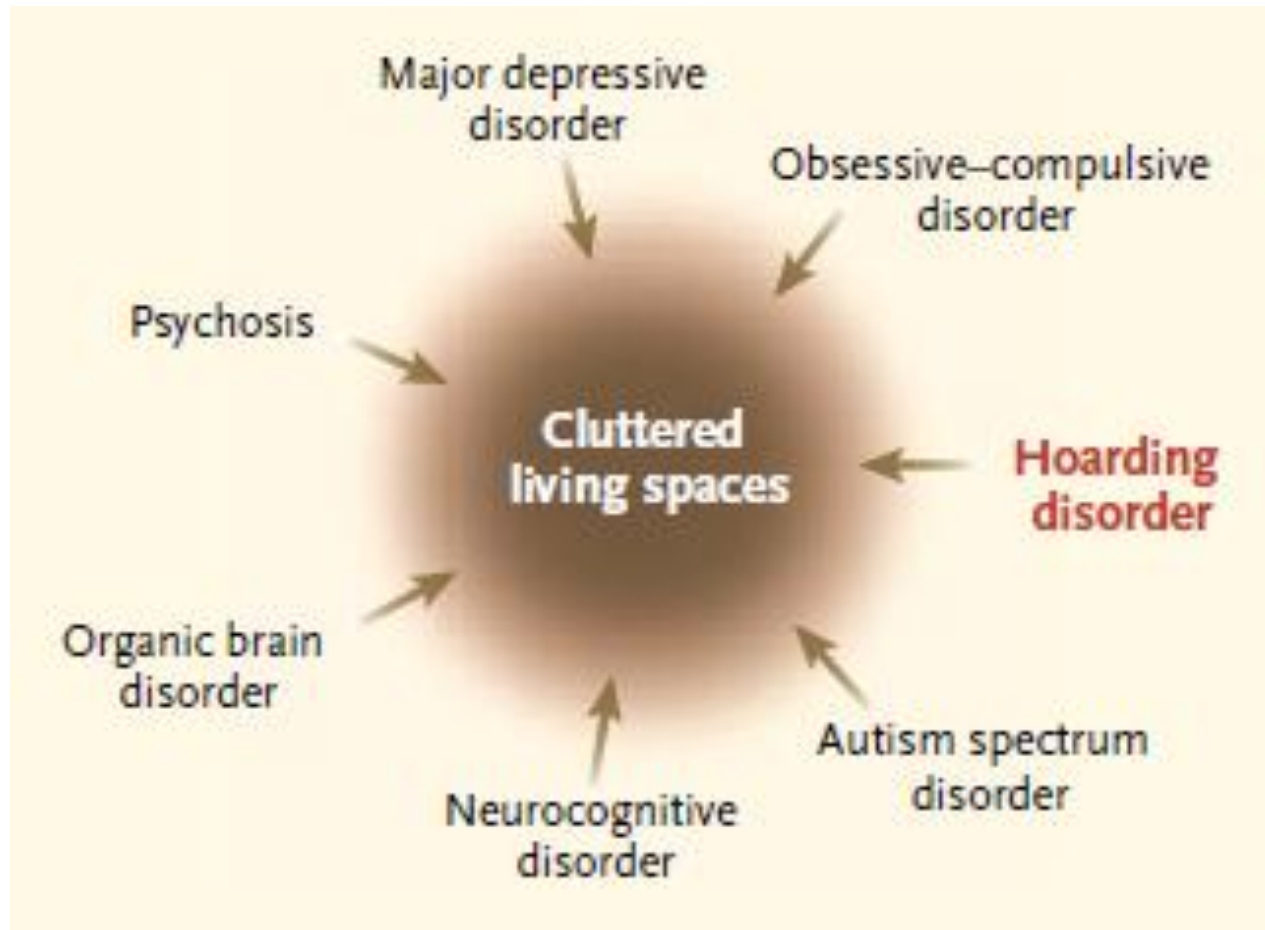 Major depressive
disorder
Obsessive–compulsive
disorder
Psychosis
Cluttered
living spaces
Hoarding
disorder
Organic brain
disorder
Autism spectrum
disorder
Neurocognitive
disorder